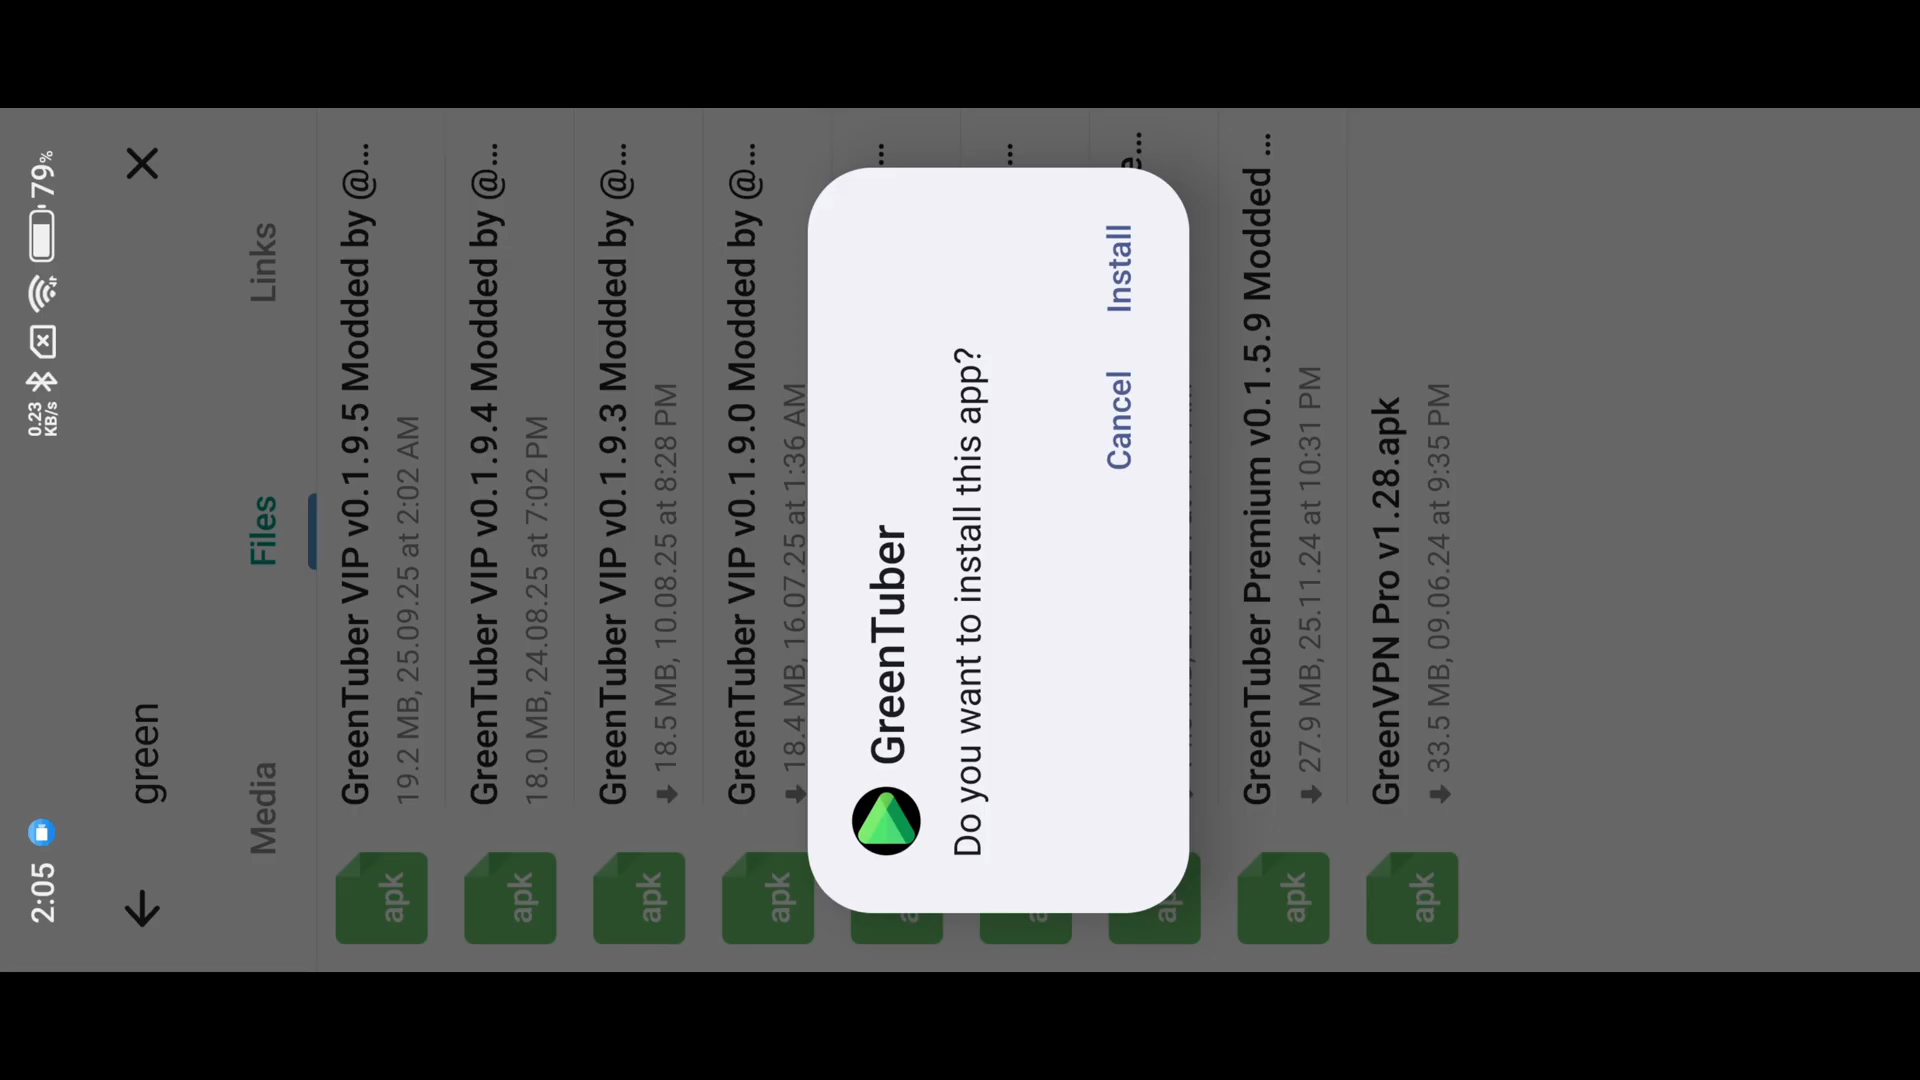 2:05
0.23
KB/s
79%
green
Media
Files
Links
apk
GreenTuber VIP v0.1.9.5 Modded by @...
19.2 MB, 25.09.25 at 2:02 AM
apk
GreenTuber VIP v0.1.9.4 Modded by @...
18.0 MB, 24.08.25 at 7:02 PM
apk
GreenTuber VIP v0.1.9.3 Modded by @...
18.5 MB, 10.08.25 at 8:28 PM
apk
GreenTuber VIP v0.1.9.0 Modded by @...
18.4 MB, 16.07.25 at 1:36 AM
GreenTuber
Do you want to install this app?
Cancel
Install
apk
GreenTuber Premium v0.1.5.9 Modded ...
27.9 MB, 25.11.24 at 10:31 PM
apk
GreenVPN Pro v1.28.apk
33.5 MB, 09.06.24 at 9:35 PM